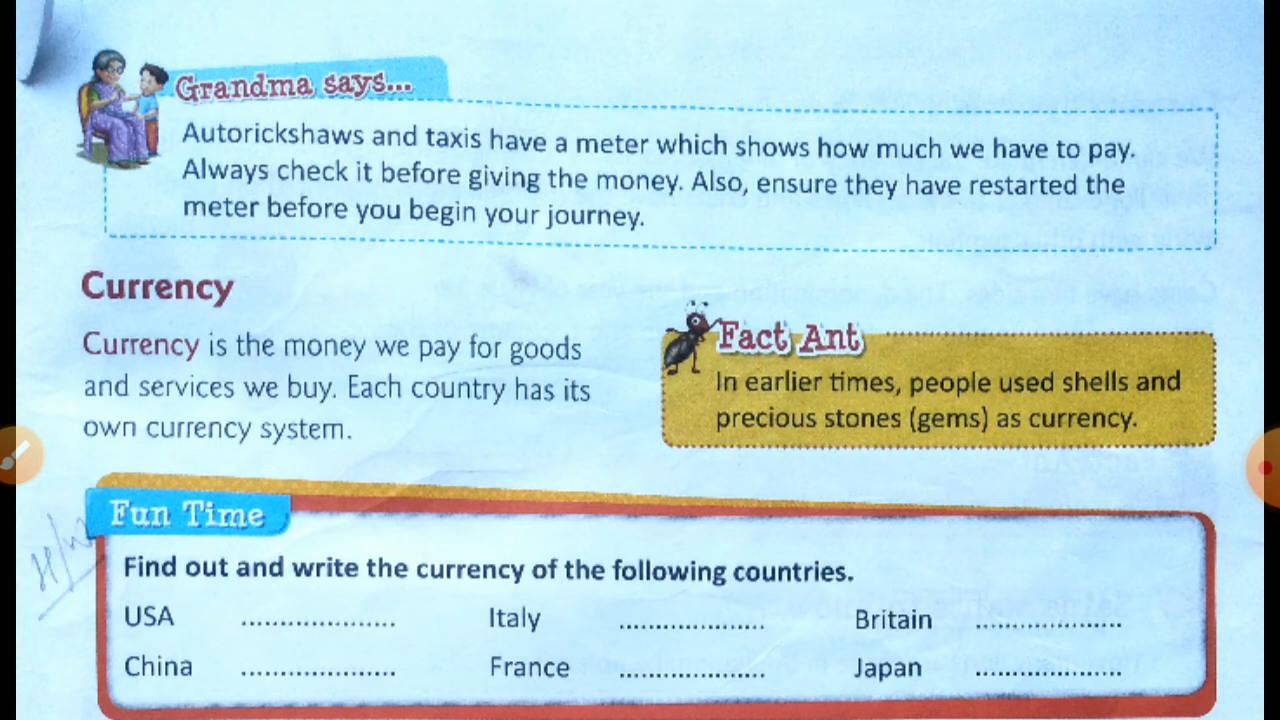 Grandma says...
Autorickshaws and taxis have a meter which shows how much we have to pay.
Always check it before giving the money. Also, ensure they have restarted the
meter before you begin your journey.
Currency
Currency is the money we pay for goods
and services we buy. Each country has its
own currency system.
Fact Ant
In earlier times, people used shells and
precious stones (gems) as currency.
Fun Time
Find out and write the currency of the following countries.
USA .................... Italy ................... Britain ...................
China .................... France ................... Japan ...................